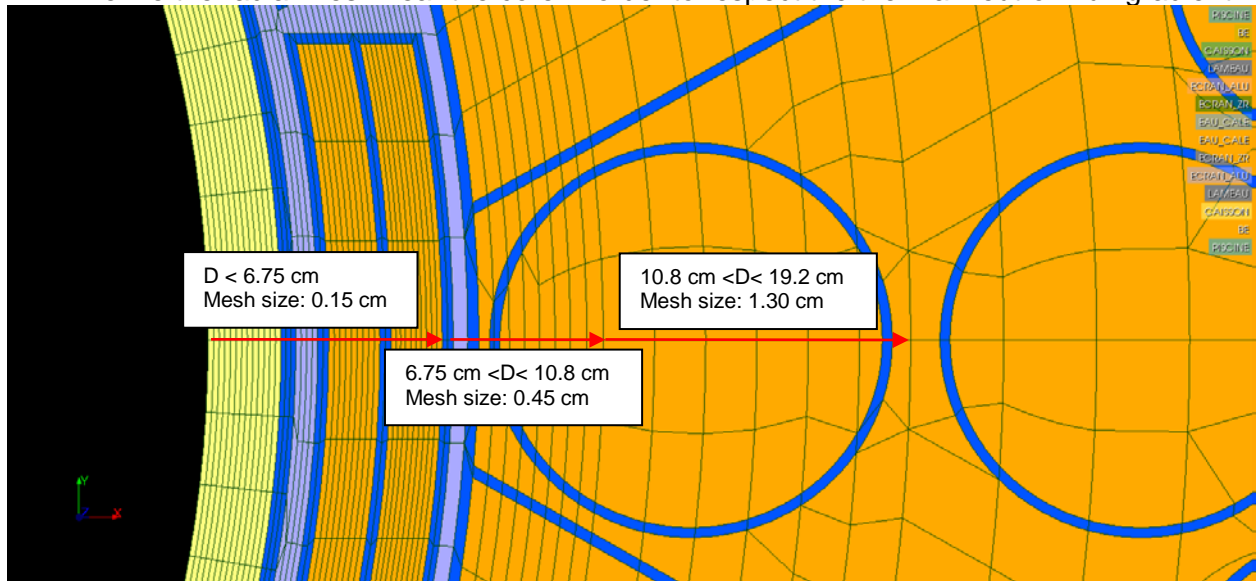 PISCINE
BE
CAISSON
LAMEAU
ECRAN_ALU
ECRAN_ZR
EAU_CALE
EAU_CALE
ECRAN_ZR
ECRAN_ALU
LAMEAU
CAISSON
BE
PISCINE
D < 6.75 cm
Mesh size: 0.15 cm
10.8 cm <D< 19.2 cm
Mesh size: 1.30 cm
6.75 cm <D< 10.8 cm
Mesh size: 0.45 cm
Y
X